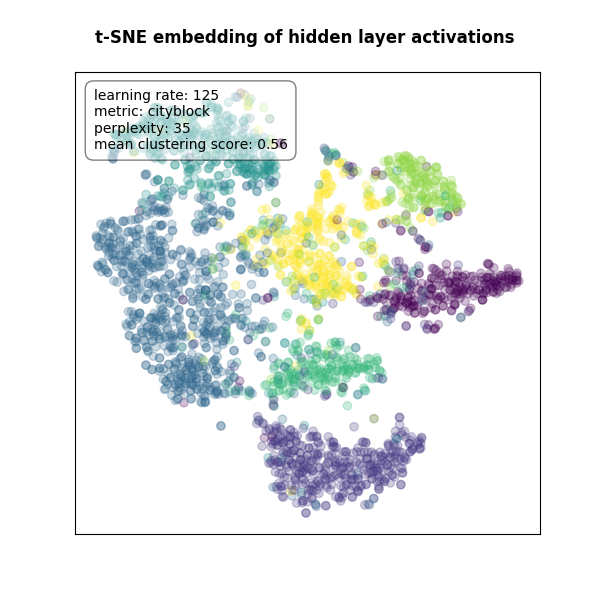 t-SNE embedding of hidden layer activations
learning rate: 125
metric: cityblock
perplexity: 35
mean clustering score: 0.56